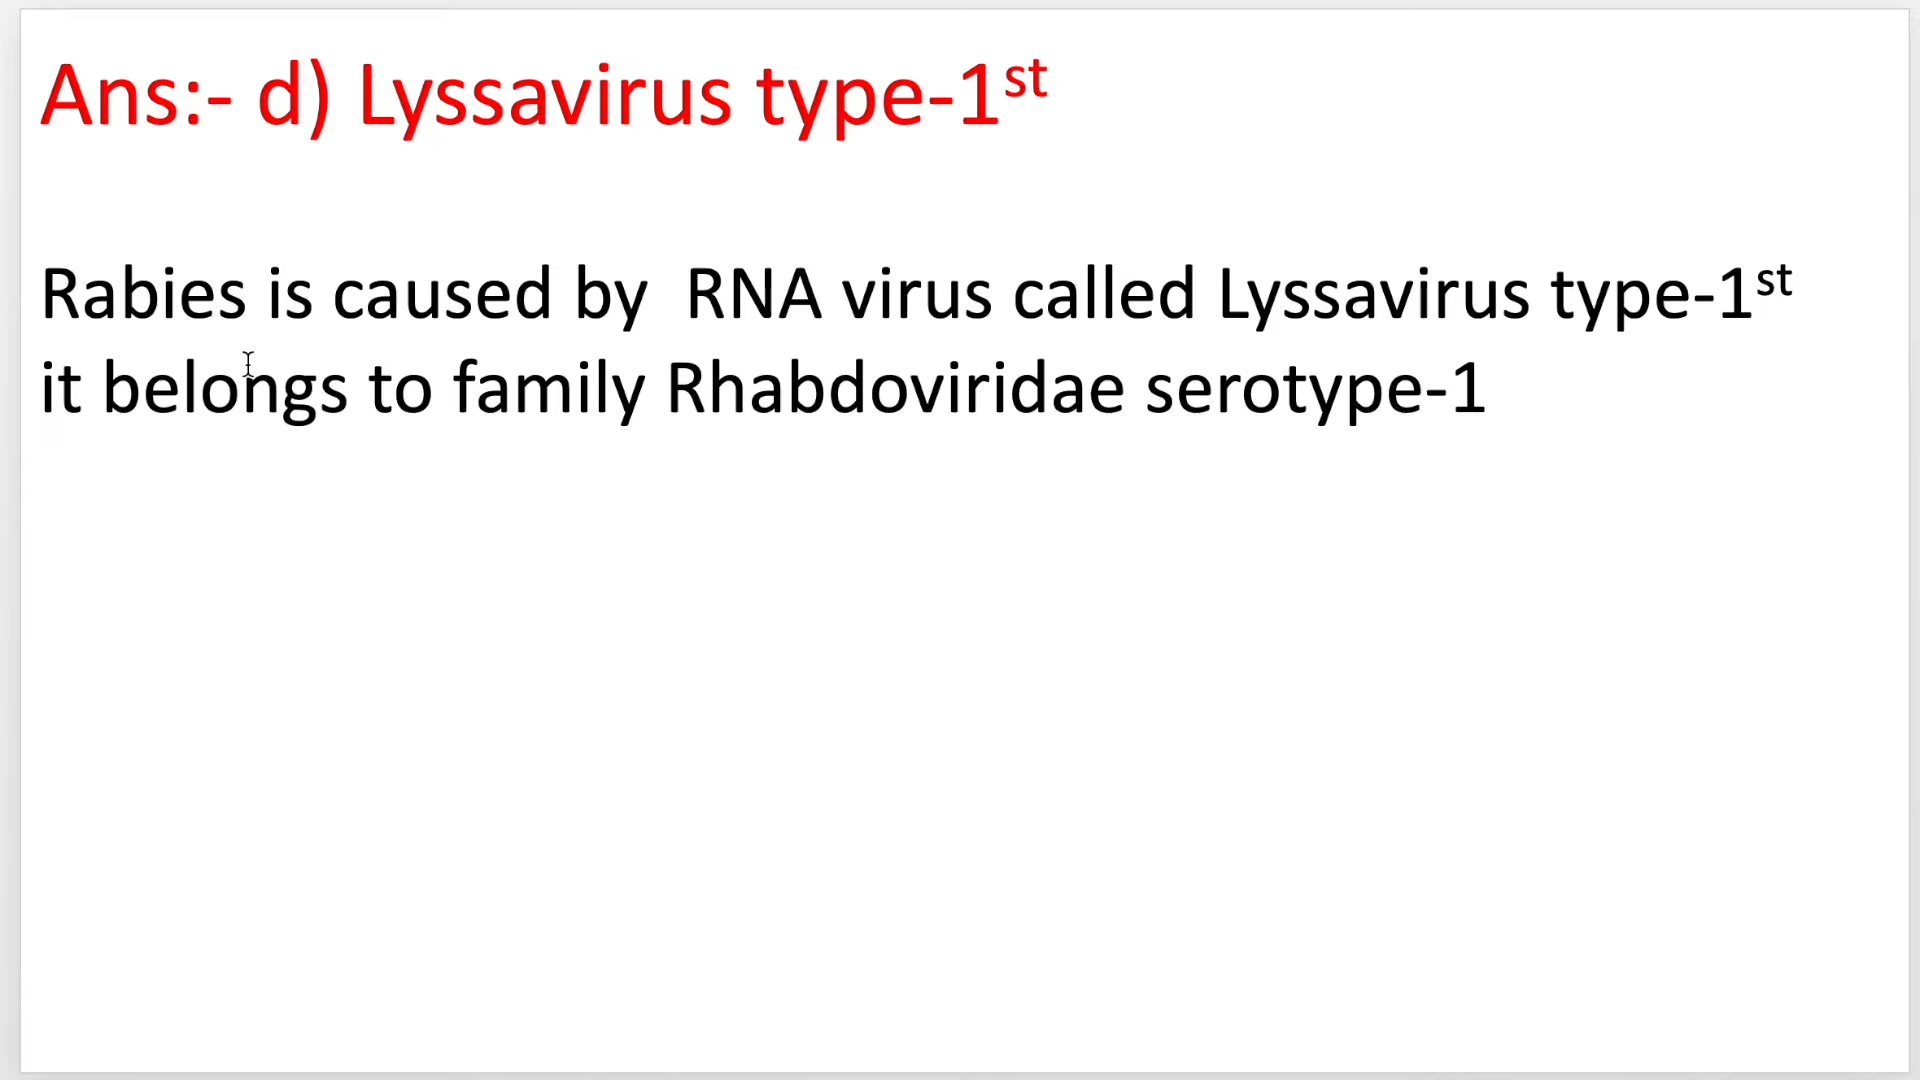 Ans:- d) Lyssavirus type-1st
Rabies is caused by  RNA virus called Lyssavirus type-1st
it belongs to family Rhabdoviridae serotype-1